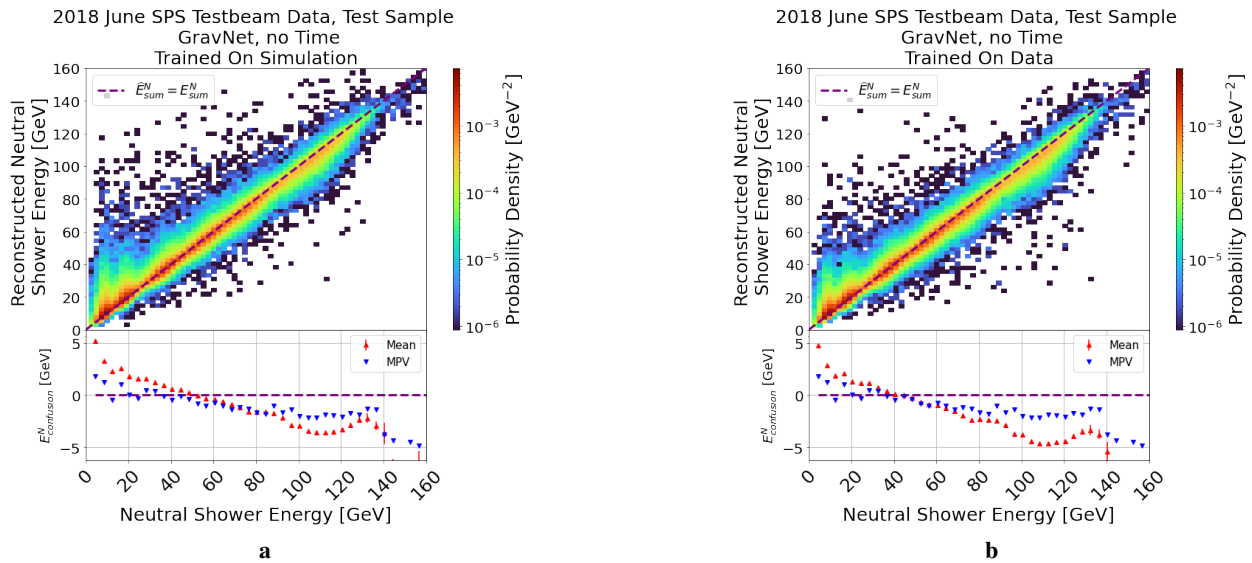 2018 June SPS Testbeam Data, Test Sample
GravNet, no Time
Trained On Simulation
Reconstructed Neutral
Shower Energy [GeV]
160
140
120
100
80
60
40
20
0
Ê^N_sum = E^N_sum
Probability Density [GeV⁻²]
10⁻³
10⁻⁴
10⁻⁵
10⁻⁶
E^N_confusion [GeV]
5
0
−5
Mean
MPV
0 20 40 60 80 100 120 140 160
Neutral Shower Energy [GeV]
a
2018 June SPS Testbeam Data, Test Sample
GravNet, no Time
Trained On Data
Reconstructed Neutral
Shower Energy [GeV]
160
140
120
100
80
60
40
20
0
Ê^N_sum = E^N_sum
Probability Density [GeV⁻²]
10⁻³
10⁻⁴
10⁻⁵
10⁻⁶
E^N_confusion [GeV]
5
0
−5
Mean
MPV
0 20 40 60 80 100 120 140 160
Neutral Shower Energy [GeV]
b